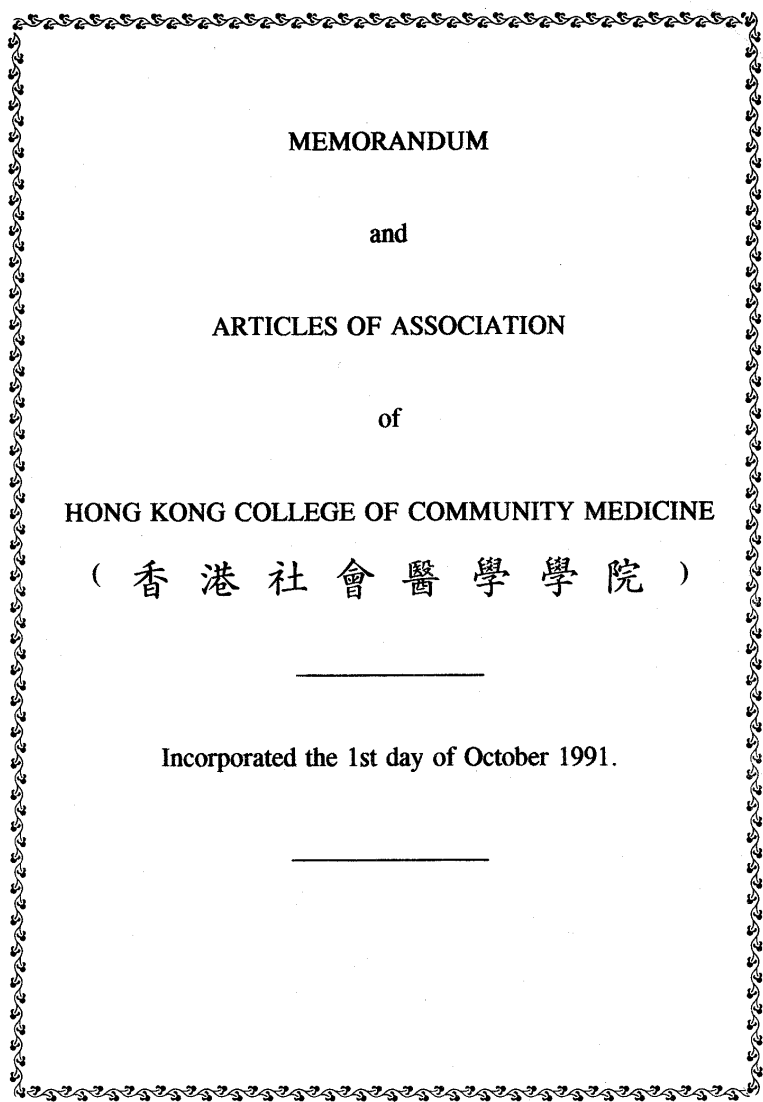 MEMORANDUM
and
ARTICLES OF ASSOCIATION
of
HONG KONG COLLEGE OF COMMUNITY MEDICINE
( 香港社會醫學學院 )
Incorporated the 1st day of October 1991.